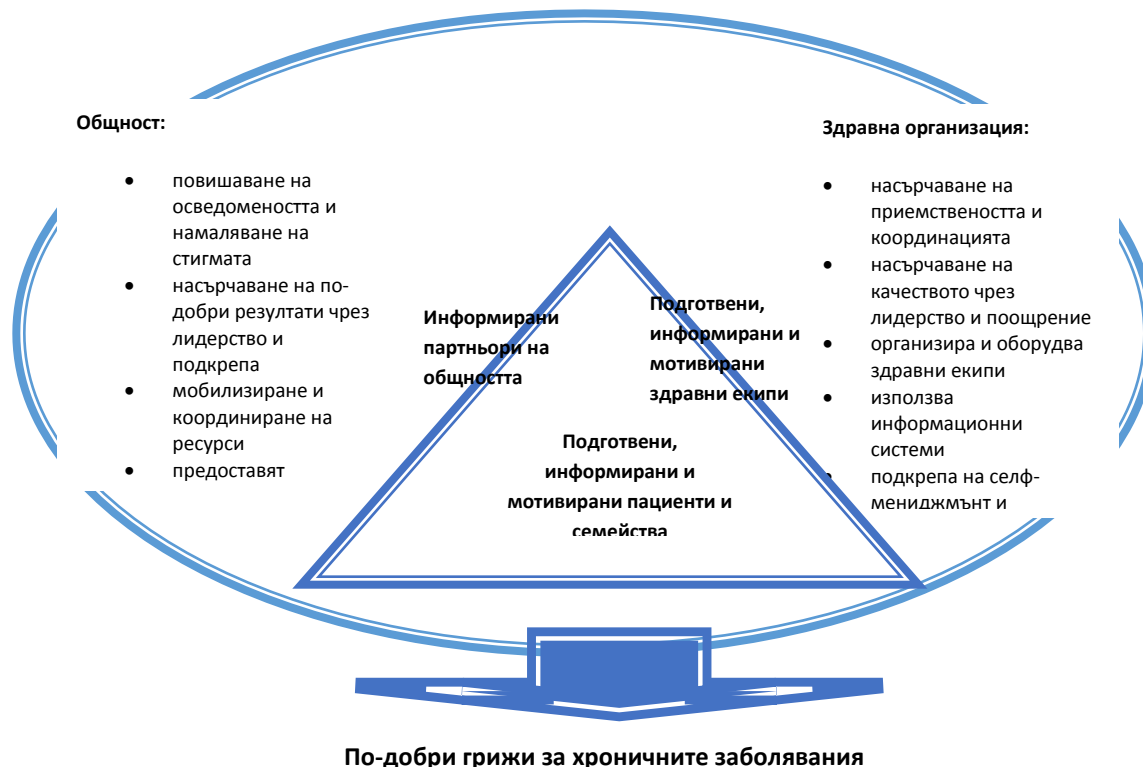 Общност:
• повишаване на
осведомеността и
намаляване на
стигмата
• насърчаване на по-
добри резултати чрез
лидерство и
подкрепа
• мобилизиране и
координиране на
ресурси
• предоставят
Информирани
партньори на
общността
Подготвени,
информирани и
мотивирани
здравни екипи
Подготвени,
информирани и
мотивирани пациенти и
семейства
Здравна организация:
• насърчаване на
приемствеността и
координацията
• насърчаване на
качеството чрез
лидерство и поощрение
• организира и оборудва
здравни екипи
• използва
информационни
системи
• подкрепа на селф-
мениджмънт и
По-добри грижи за хроничните заболявания